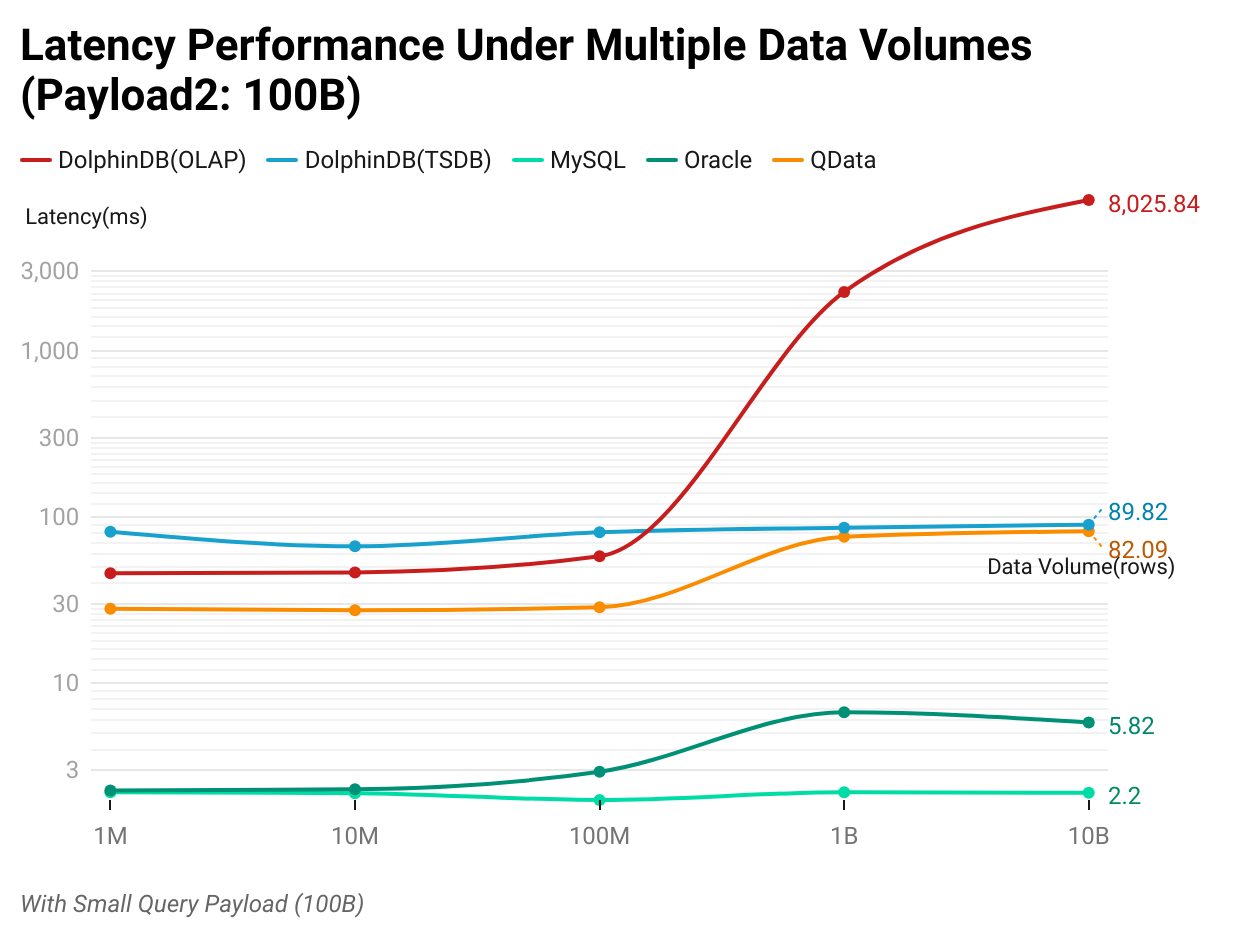 Latency Performance Under Multiple Data Volumes
(Payload2: 100B)
DolphinDB(OLAP) DolphinDB(TSDB) MySQL Oracle QData
Latency(ms)
8,025.84
3,000
1,000
300
100
89.82
82.09
Data Volume(rows)
30
10
5.82
3
2.2
1M 10M 100M 1B 10B
With Small Query Payload (100B)